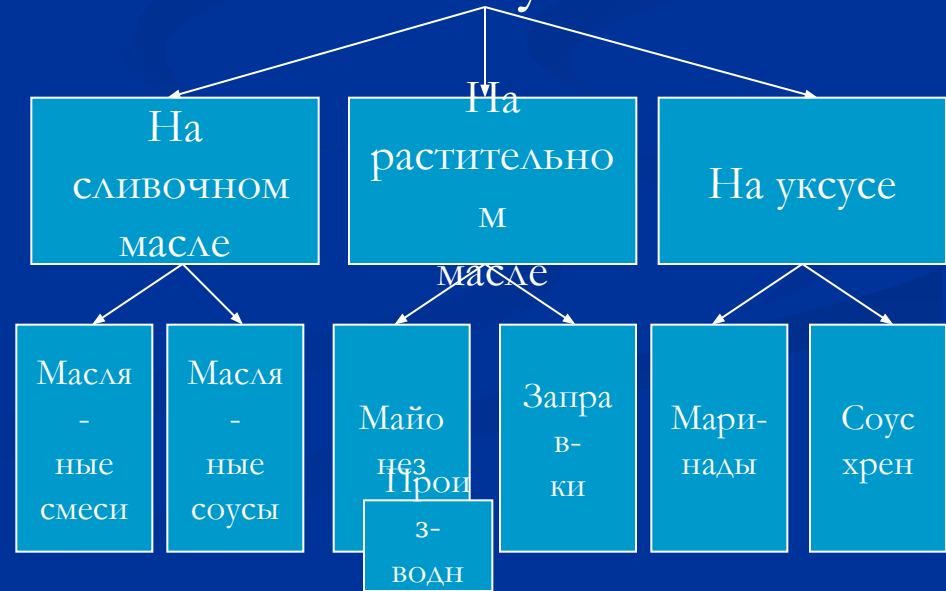 На
сливочном
масле
На
растительно
м
масле
На уксусе
Масля
-
ные
смеси
Масля
-
ные
соусы
Майо
нез
Прои
з-
водн
Запра
в-
ки
Мари-
нады
Соус
хрен